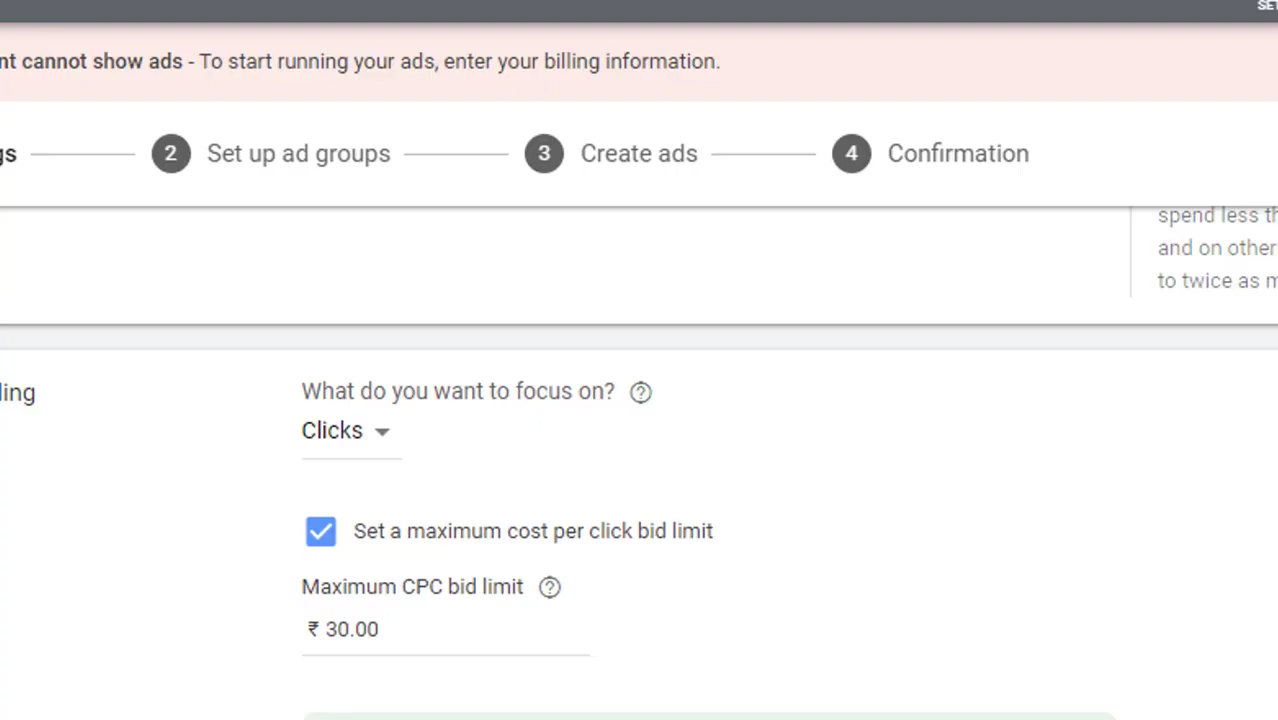 SE
nt cannot show ads - To start running your ads, enter your billing information.
gs
2 Set up ad groups
3 Create ads
4 Confirmation
spend less th
and on other
to twice as m
ling
What do you want to focus on? ?
Clicks
Set a maximum cost per click bid limit
Maximum CPC bid limit ?
₹ 30.00